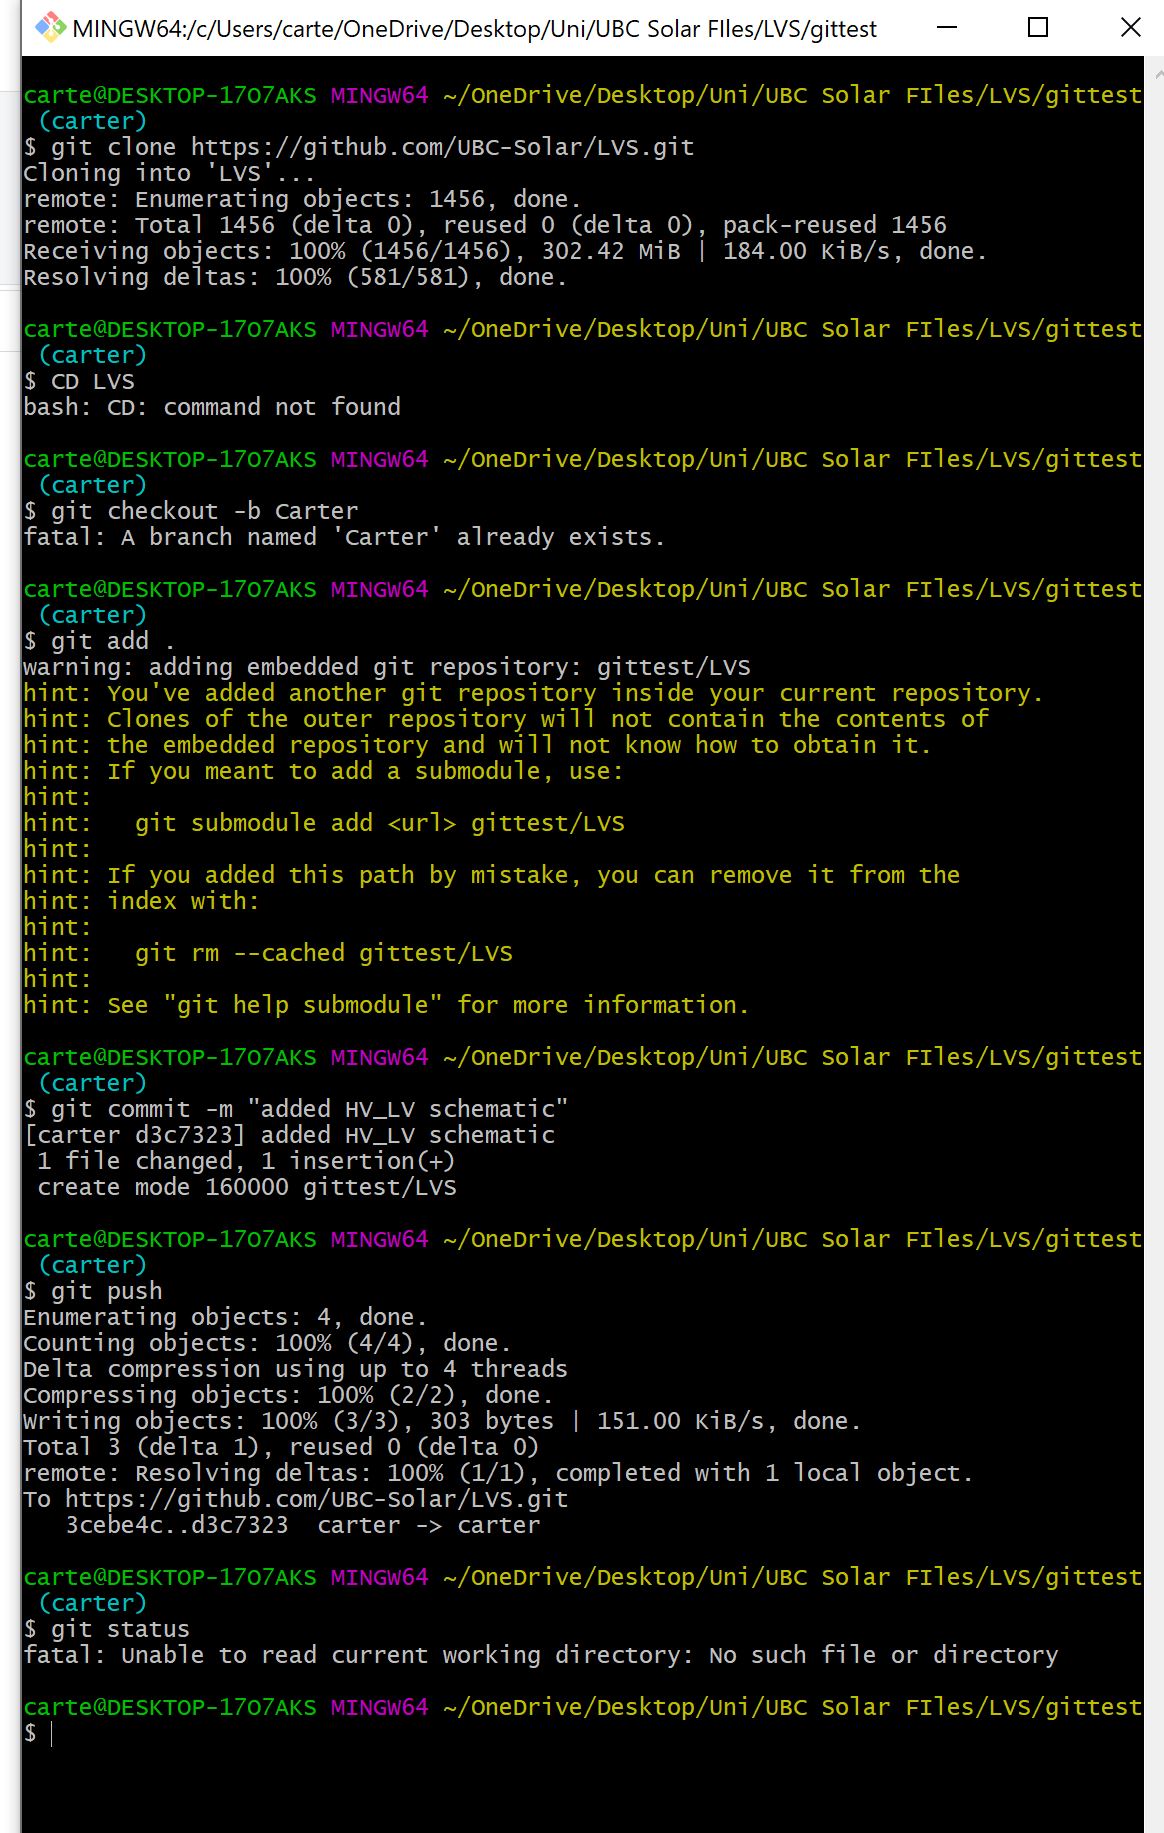 MINGW64:/c/Users/carte/OneDrive/Desktop/Uni/UBC Solar FIles/LVS/gittest
carte@DESKTOP-17O7AKS MINGW64 ~/OneDrive/Desktop/Uni/UBC Solar FIles/LVS/gittest
(carter)
$ git clone https://github.com/UBC-Solar/LVS.git
Cloning into 'LVS'...
remote: Enumerating objects: 1456, done.
remote: Total 1456 (delta 0), reused 0 (delta 0), pack-reused 1456
Receiving objects: 100% (1456/1456), 302.42 MiB | 184.00 KiB/s, done.
Resolving deltas: 100% (581/581), done.
carte@DESKTOP-17O7AKS MINGW64 ~/OneDrive/Desktop/Uni/UBC Solar FIles/LVS/gittest
(carter)
$ CD LVS
bash: CD: command not found
carte@DESKTOP-17O7AKS MINGW64 ~/OneDrive/Desktop/Uni/UBC Solar FIles/LVS/gittest
(carter)
$ git checkout -b Carter
fatal: A branch named 'Carter' already exists.
carte@DESKTOP-17O7AKS MINGW64 ~/OneDrive/Desktop/Uni/UBC Solar FIles/LVS/gittest
(carter)
$ git add .
warning: adding embedded git repository: gittest/LVS
hint: You've added another git repository inside your current repository.
hint: Clones of the outer repository will not contain the contents of
hint: the embedded repository and will not know how to obtain it.
hint: If you meant to add a submodule, use:
hint:
hint:   git submodule add <url> gittest/LVS
hint:
hint: If you added this path by mistake, you can remove it from the
hint: index with:
hint:
hint:   git rm --cached gittest/LVS
hint:
hint: See "git help submodule" for more information.
carte@DESKTOP-17O7AKS MINGW64 ~/OneDrive/Desktop/Uni/UBC Solar FIles/LVS/gittest
(carter)
$ git commit -m "added HV_LV schematic"
[carter d3c7323] added HV_LV schematic
1 file changed, 1 insertion(+)
create mode 160000 gittest/LVS
carte@DESKTOP-17O7AKS MINGW64 ~/OneDrive/Desktop/Uni/UBC Solar FIles/LVS/gittest
(carter)
$ git push
Enumerating objects: 4, done.
Counting objects: 100% (4/4), done.
Delta compression using up to 4 threads
Compressing objects: 100% (2/2), done.
Writing objects: 100% (3/3), 303 bytes | 151.00 KiB/s, done.
Total 3 (delta 1), reused 0 (delta 0)
remote: Resolving deltas: 100% (1/1), completed with 1 local object.
To https://github.com/UBC-Solar/LVS.git
3cebe4c..d3c7323  carter -> carter
carte@DESKTOP-17O7AKS MINGW64 ~/OneDrive/Desktop/Uni/UBC Solar FIles/LVS/gittest
(carter)
$ git status
fatal: Unable to read current working directory: No such file or directory
carte@DESKTOP-17O7AKS MINGW64 ~/OneDrive/Desktop/Uni/UBC Solar FIles/LVS/gittest
$